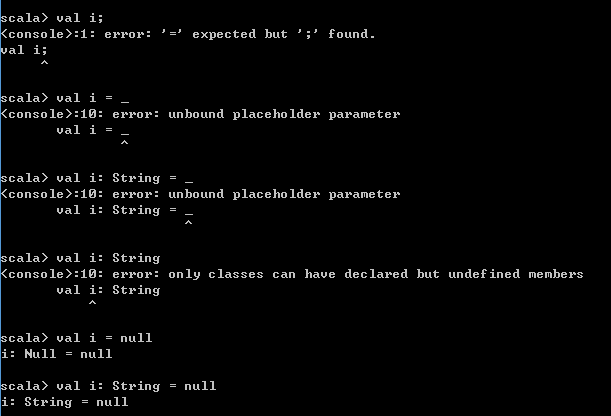 scala> val i;
<console>:1: error: '=' expected but ';' found.
val i;
     ^
scala> val i = _
<console>:10: error: unbound placeholder parameter
       val i = _
               ^
scala> val i: String = _
<console>:10: error: unbound placeholder parameter
       val i: String = _
                       ^
scala> val i: String
<console>:10: error: only classes can have declared but undefined members
       val i: String
           ^
scala> val i = null
i: Null = null
scala> val i: String = null
i: String = null